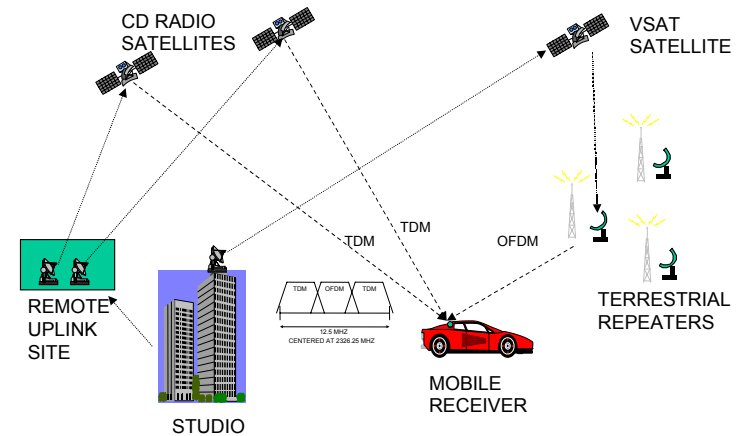 CD RADIO
SATELLITES
VSAT
SATELLITE
TDM
TDM
OFDM
TDM
OFDM
TDM
12.5 MHZ
CENTERED AT 2326.25 MHZ
REMOTE
UPLINK
SITE
TERRESTRIAL
REPEATERS
MOBILE
RECEIVER
STUDIO